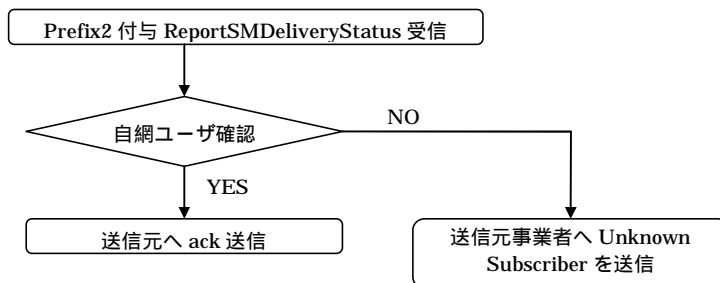 Prefix2 付与 ReportSMDeliveryStatus 受信
自網ユーザ確認
NO
YES
送信元へ ack 送信
送信元事業者へ Unknown
Subscriber を送信